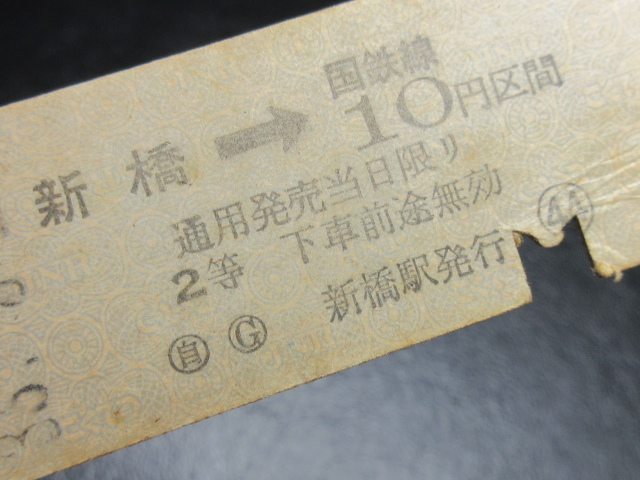 新橋 → 国鉄線
10円区間
通用発売当日限り
2等 下車前途無効
㊂
新橋駅発行
自 G